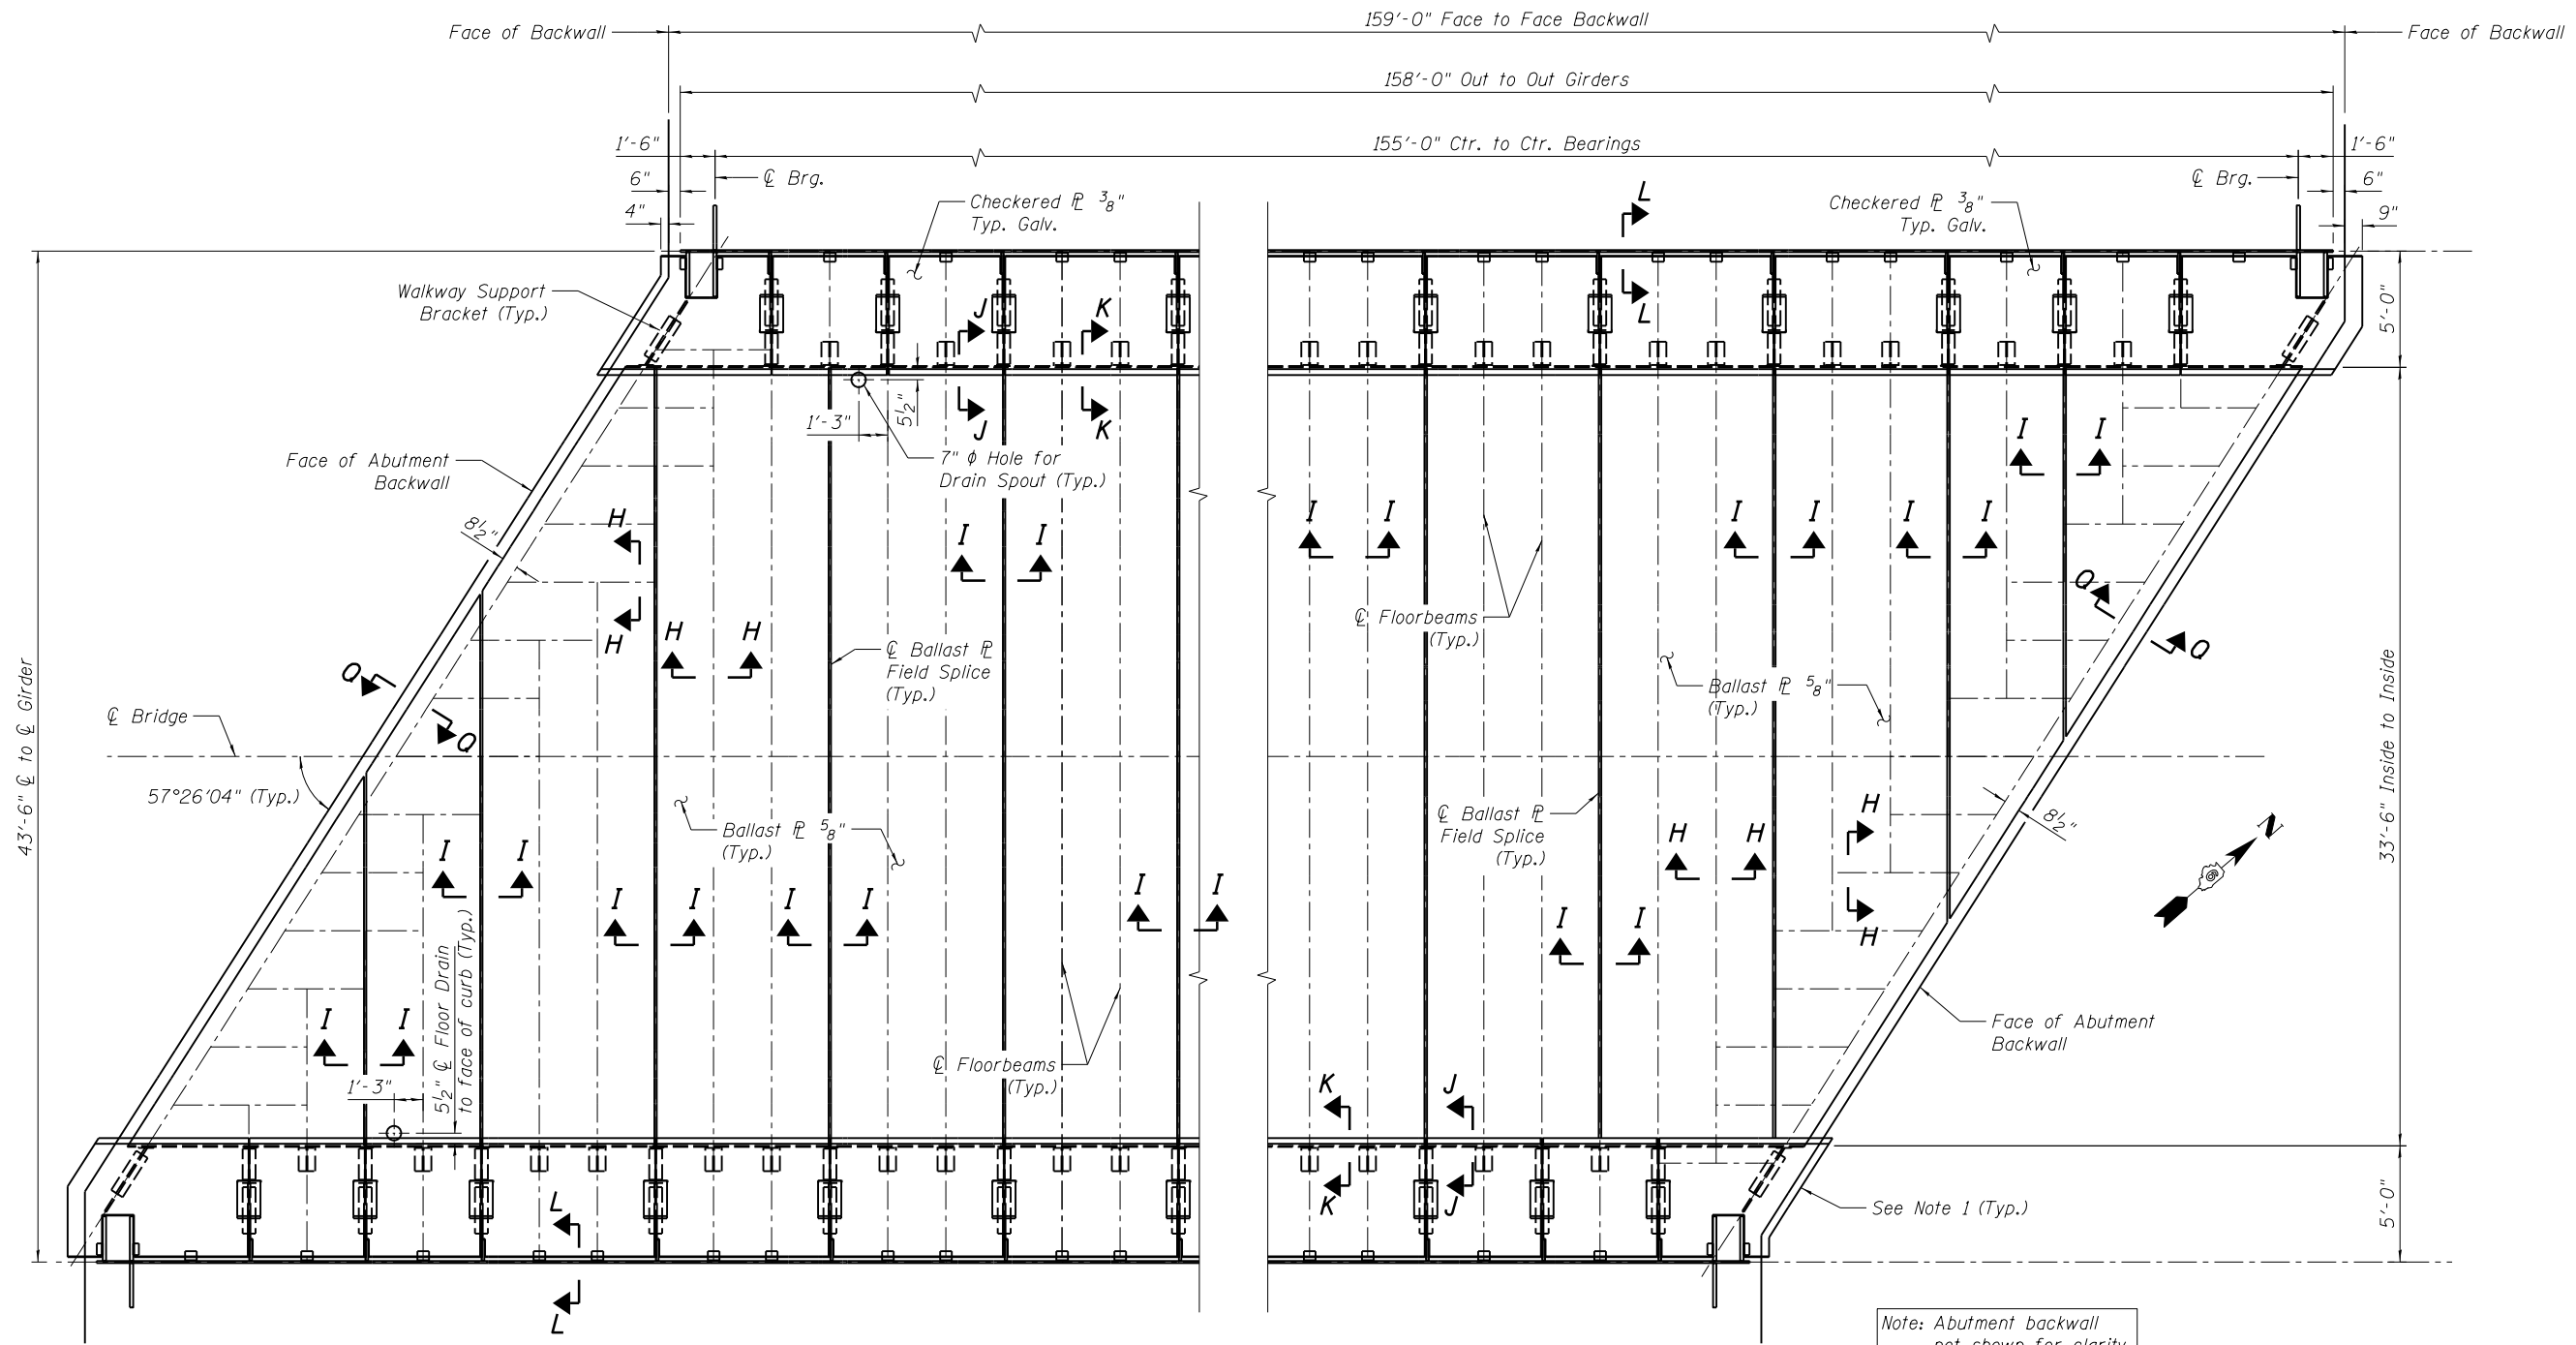 159'-0" Face to Face Backwall
Face of Backwall
Face of Backwall
158'-0" Out to Out Girders
1'-6"
155'-0" Ctr. to Ctr. Bearings
1'-6"
6"
℄ Brg.
℄ Brg.
6"
4"
Checkered ℙ 3/8"
Typ. Galv.
L
Checkered ℙ 3/8"
Typ. Galv.
9"
L
Walkway Support
Bracket (Typ.)
J
K
5'-0"
1'-3"
5½"
J
K
7" ϕ Hole for
Drain Spout (Typ.)
Face of Abutment
Backwall
8½"
H
H
I
I
I
I
I
I
I
I
I
I
H
H
Q
Q
℄ Floorbeams
(Typ.)
℄ Ballast ℙ
Field Splice
(Typ.)
Ballast ℙ 5/8"
(Typ.)
Q
Q
℄ Bridge
57°26'04" (Typ.)
43'-6" ℄ to ℄ Girder
33'-6" Inside to Inside
Ballast ℙ 5/8"
(Typ.)
℄ Ballast ℙ
Field Splice
(Typ.)
H
H
H
H
8½"
N
I
I
I
I
I
I
I
I
I
I
5½" ℄ Floor Drain
to face of curb (Typ.)
I
I
1'-3"
℄ Floorbeams
(Typ.)
Face of Abutment
Backwall
K
J
K
J
See Note 1 (Typ.)
5'-0"
L
L
Note: Abutment backwall
not shown for clarity